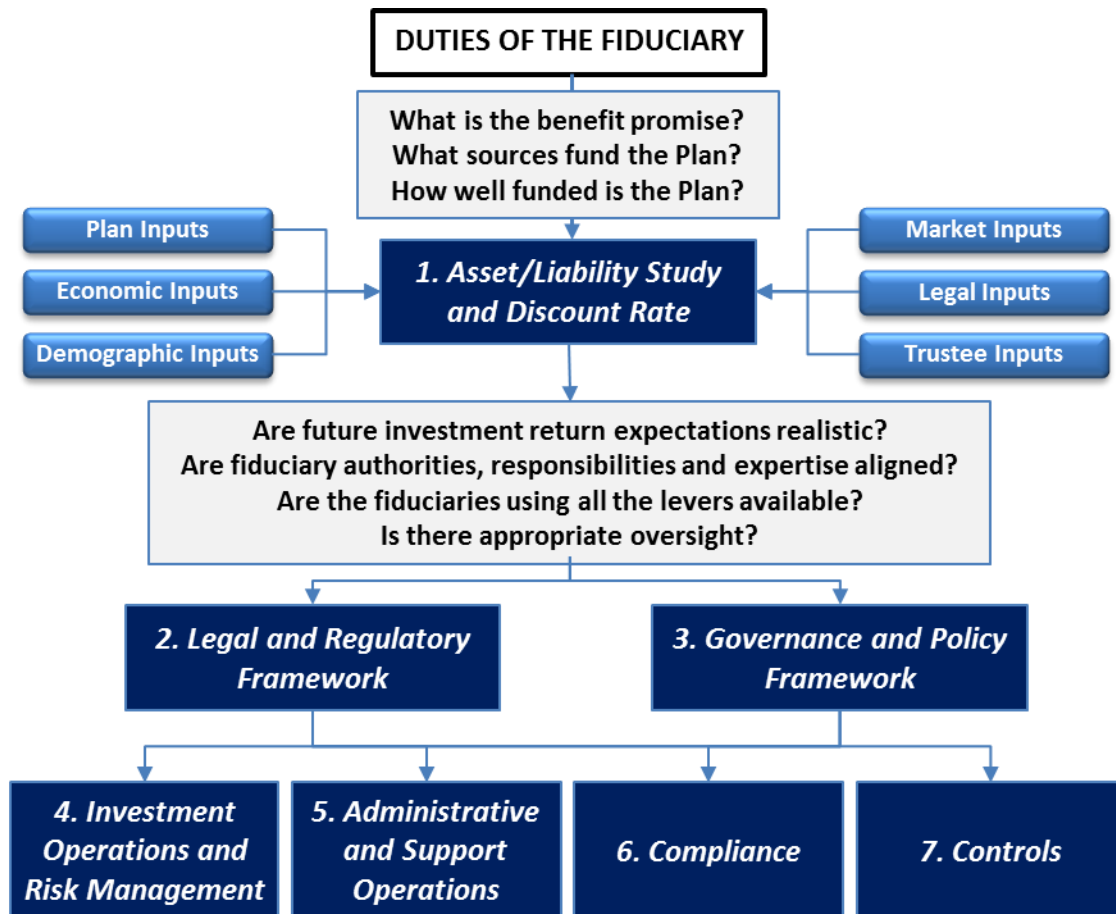 DUTIES OF THE FIDUCIARY
What is the benefit promise?
What sources fund the Plan?
How well funded is the Plan?
Plan Inputs
Economic Inputs
Demographic Inputs
1. Asset/Liability Study
and Discount Rate
Market Inputs
Legal Inputs
Trustee Inputs
Are future investment return expectations realistic?
Are fiduciary authorities, responsibilities and expertise aligned?
Are the fiduciaries using all the levers available?
Is there appropriate oversight?
2. Legal and Regulatory
Framework
3. Governance and Policy
Framework
4. Investment
Operations and
Risk Management
5. Administrative
and Support
Operations
6. Compliance
7. Controls